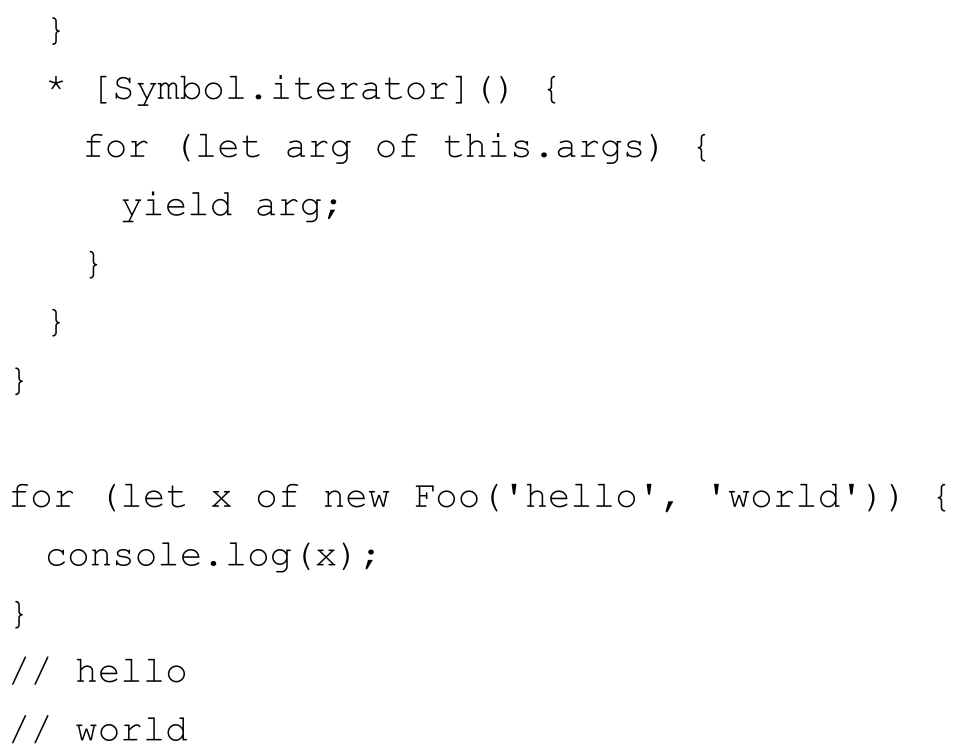 }
* [Symbol.iterator]() {
for (let arg of this.args) {
yield arg;
}
}
}
for (let x of new Foo('hello', 'world')) {
console.log(x);
}
// hello
// world